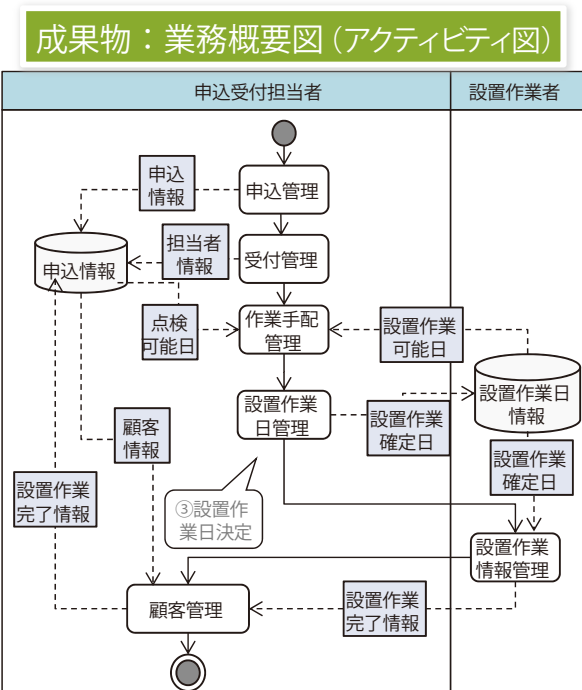 成果物：業務概要図（アクティビティ図）
申込受付担当者
設置作業者
申込
情報
申込管理
担当者
情報
受付管理
申込情報
点検
可能日
作業手配
管理
設置作業
可能日
設置作業
日管理
設置作業
確定日
設置作業日
情報
顧客
情報
設置作業
確定日
設置作業
完了情報
③設置作
業日決定
設置作業
情報管理
顧客管理
設置作業
完了情報